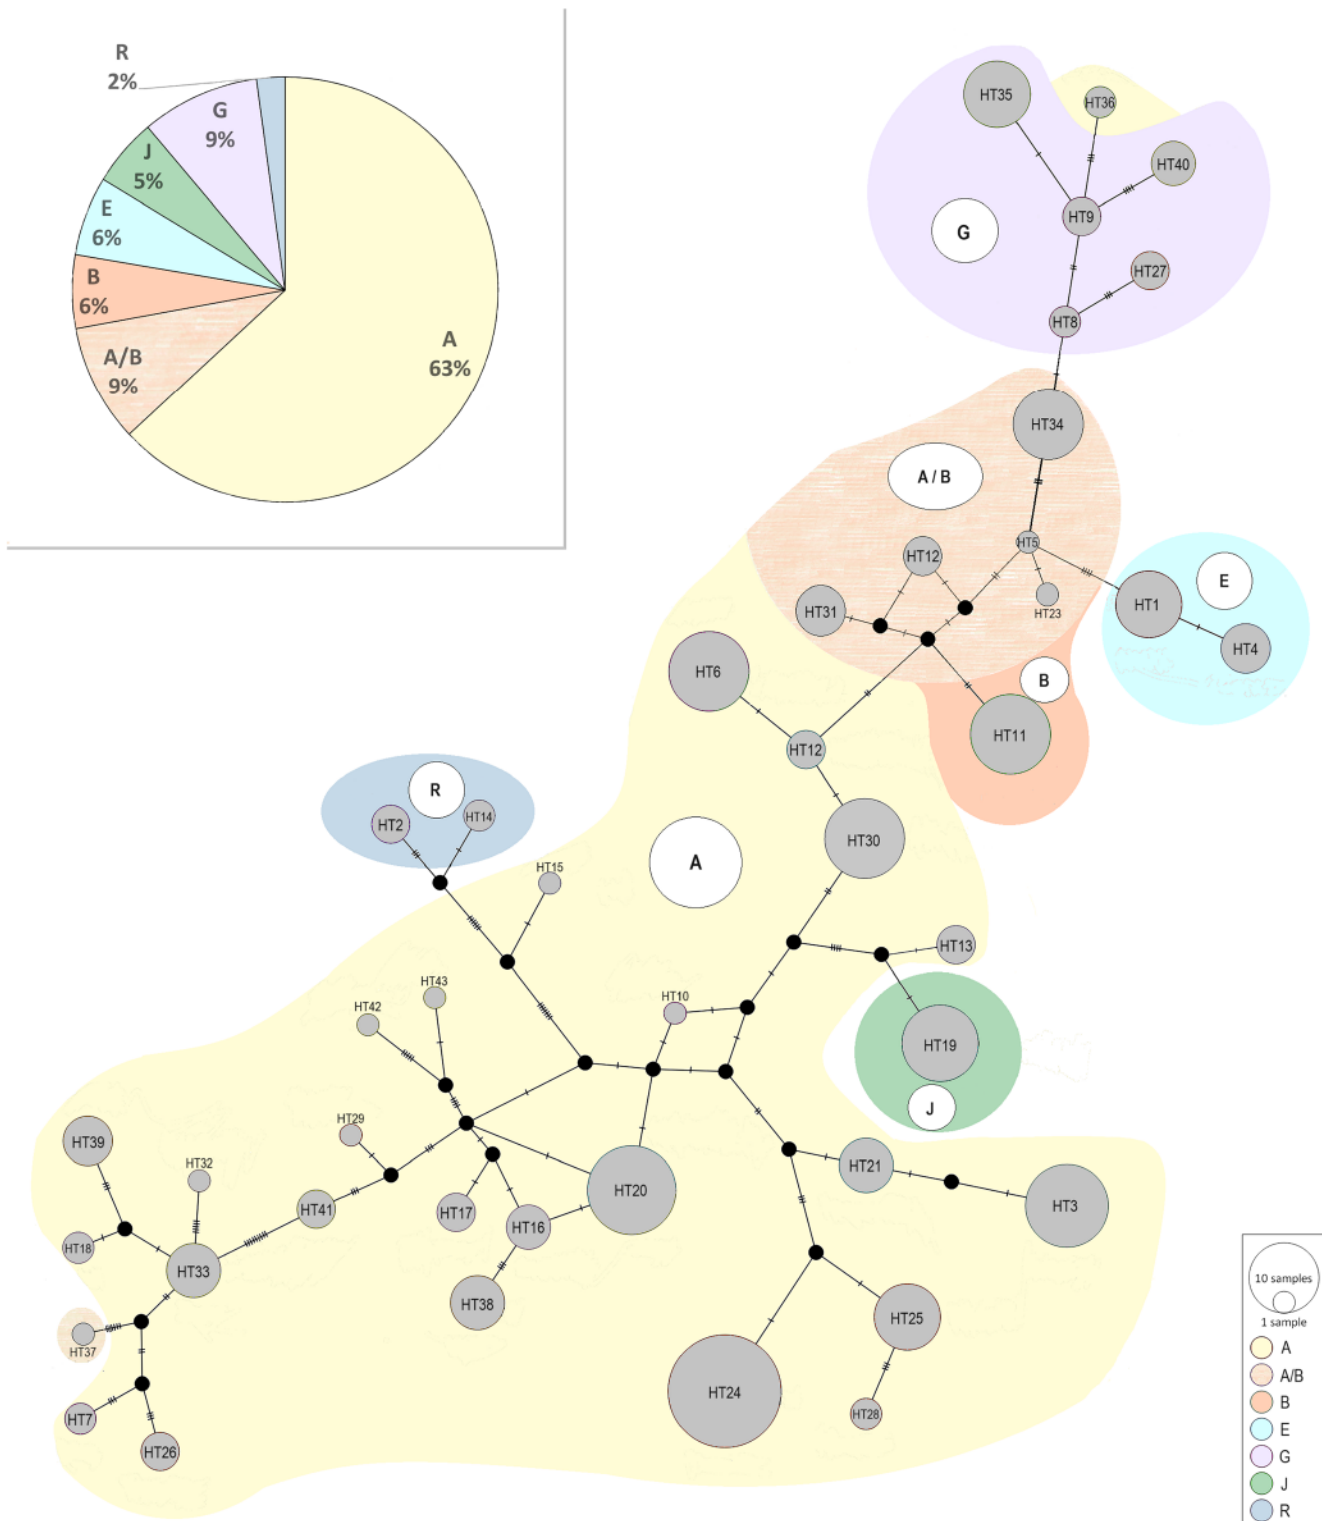 R
2%
G
9%
J
5%
E
6%
B
6%
A/B
9%
A
63%
HT35
HT36
HT40
HT9
G
HT27
HT8
HT34
A / B
HT5
HT12
HT23
HT31
HT1
E
HT4
HT6
B
HT11
HT12
R
HT14
HT2
HT30
A
HT15
HT13
HT43
HT42
HT10
HT19
J
HT29
HT39
HT32
HT41
HT17
HT16
HT20
HT21
HT3
HT18
HT33
HT38
HT25
HT37
HT24
HT28
HT7
HT26
10 samples
1 sample
A
A/B
B
E
G
J
R